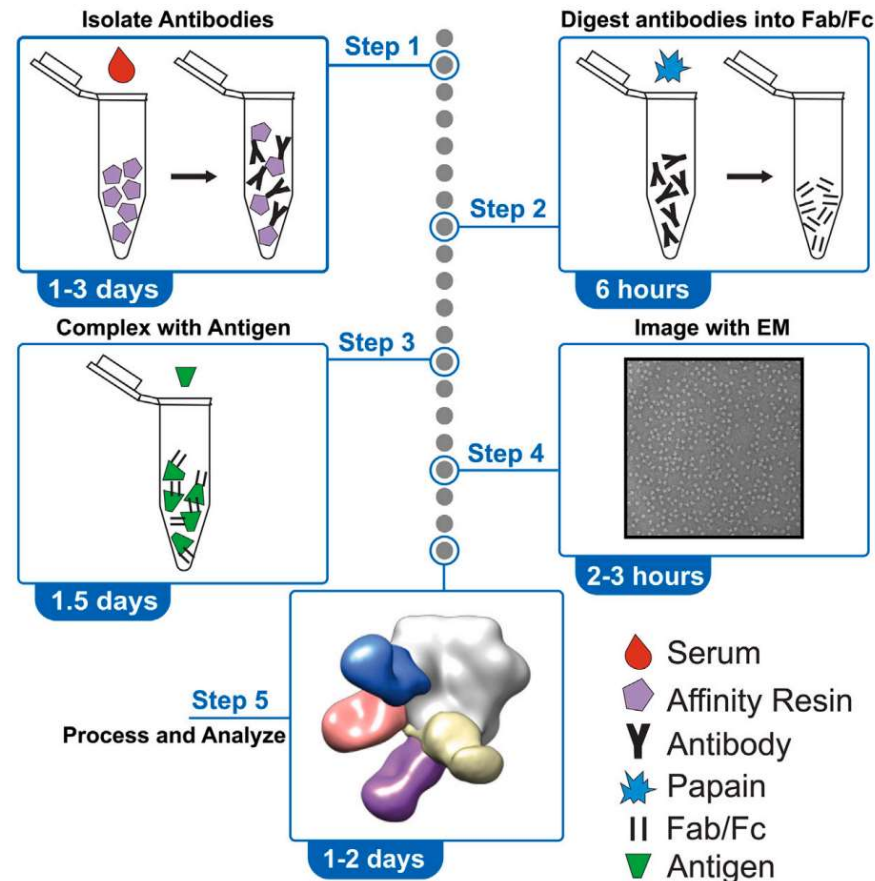 Isolate Antibodies
Step 1
1-3 days
Digest antibodies into Fab/Fc
Step 2
6 hours
Complex with Antigen
Step 3
1.5 days
Image with EM
Step 4
2-3 hours
Step 5
Process and Analyze
1-2 days
Serum
Affinity Resin
Antibody
Papain
Fab/Fc
Antigen